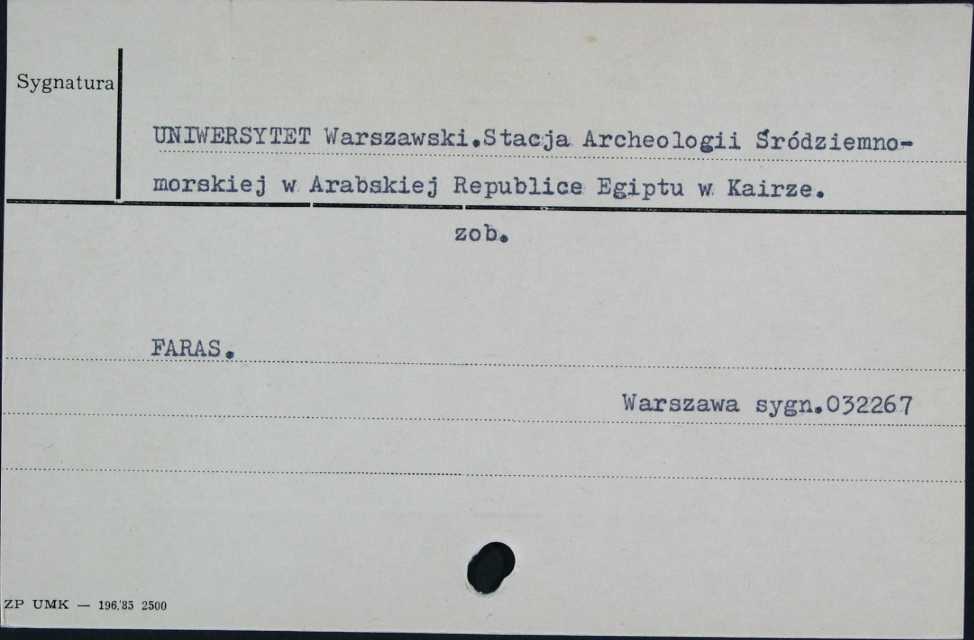 Sygnatura
UNIWERSYTET Warszawski.Stacja Archeologii Śródziemno-
morskiej w Arabskiej Republice Egiptu w Kairze.
zob.
FARAS.
Warszawa sygn.032267
ZP UMK — 196/85 2500